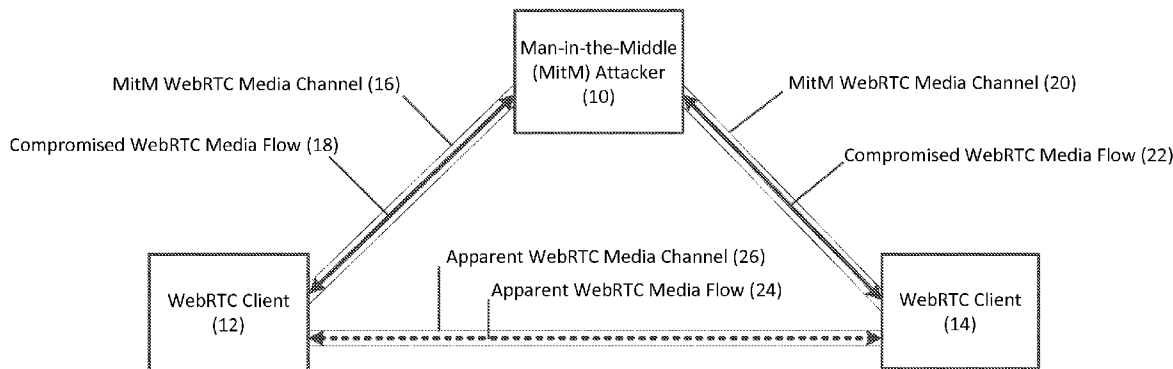 Man-in-the-Middle
(MitM) Attacker
(10)
MitM WebRTC Media Channel (16)
MitM WebRTC Media Channel (20)
Compromised WebRTC Media Flow (18)
Compromised WebRTC Media Flow (22)
Apparent WebRTC Media Channel (26)
Apparent WebRTC Media Flow (24)
WebRTC Client
(12)
WebRTC Client
(14)